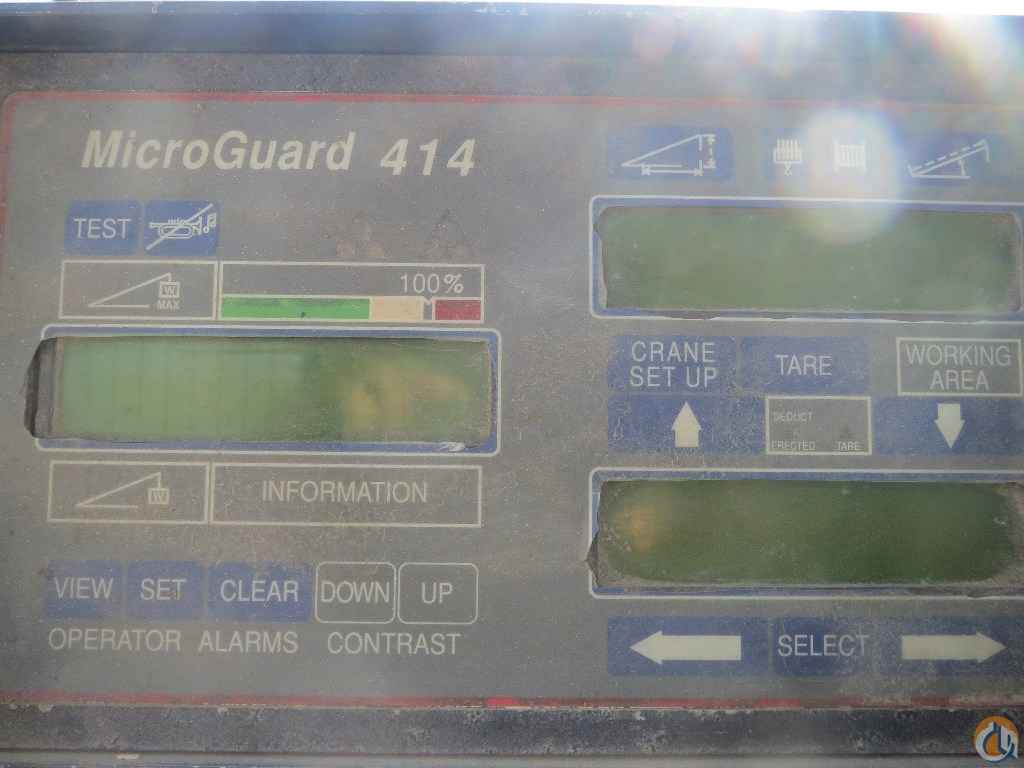 MicroGuard 414
TEST
100%
W
MAX
CRANE
SET UP
TARE
WORKING
AREA
DEDUCT
ERECTED TARE
W
INFORMATION
VIEW SET CLEAR DOWN UP
OPERATOR ALARMS CONTRAST
SELECT